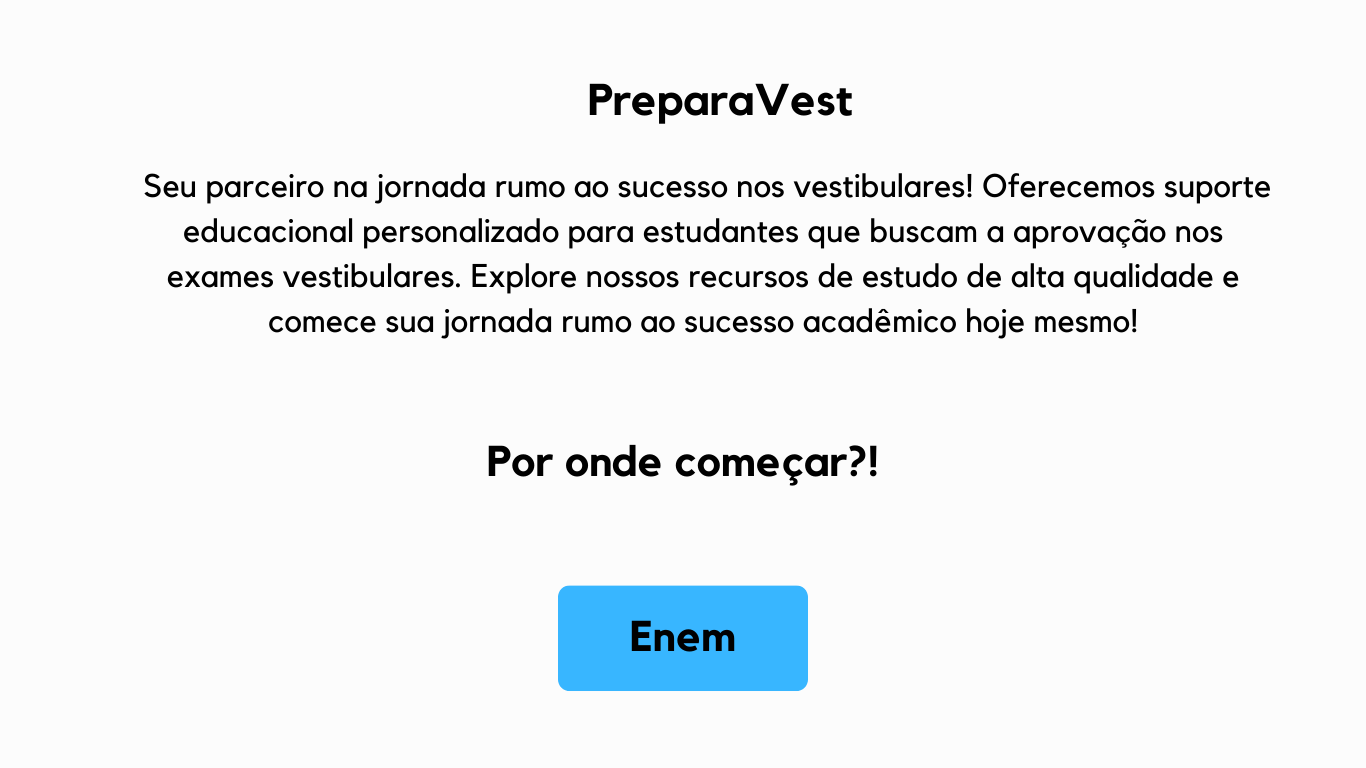 PreparaVest
Seu parceiro na jornada rumo ao sucesso nos vestibulares! Oferecemos suporte
educacional personalizado para estudantes que buscam a aprovação nos
exames vestibulares. Explore nossos recursos de estudo de alta qualidade e
comece sua jornada rumo ao sucesso acadêmico hoje mesmo!
Por onde começar?!
Enem